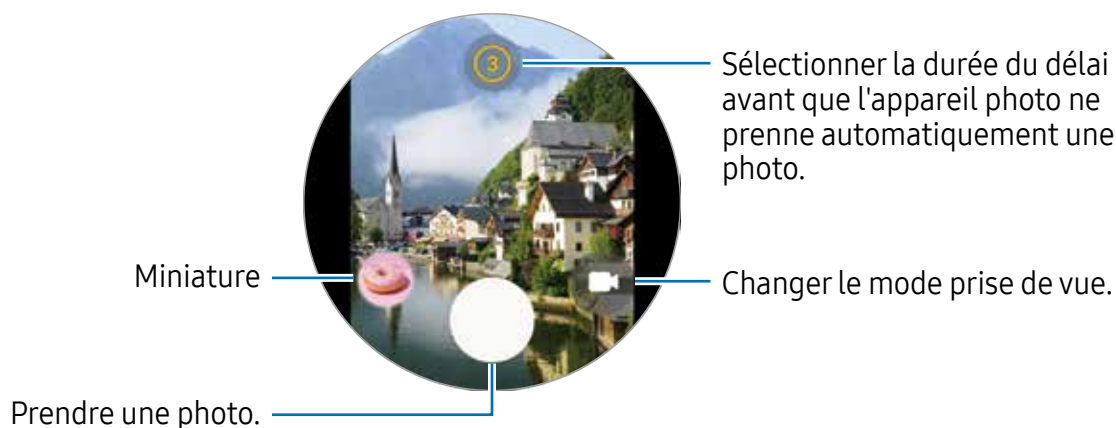 3
Sélectionner la durée du délai
avant que l'appareil photo ne
prenne automatiquement une
photo.
Miniature
Changer le mode prise de vue.
Prendre une photo.